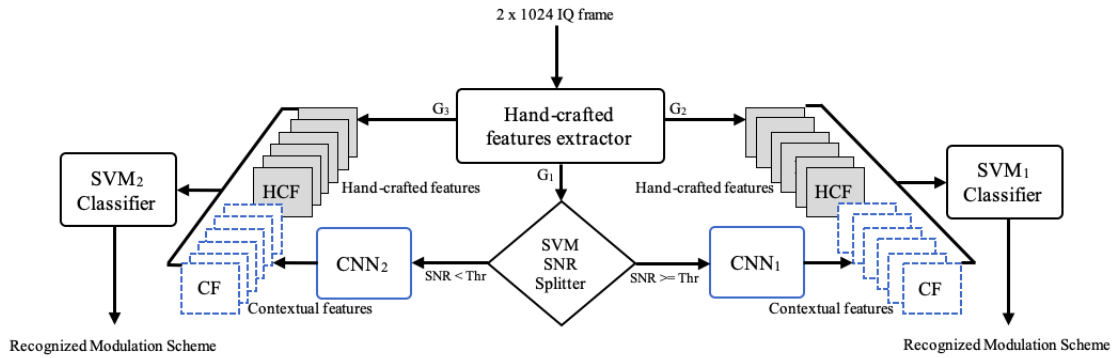 2 x 1024 IQ frame
G₃
Hand-crafted
features extractor
G₂
G₁
SVM₂
Classifier
HCF
Hand-crafted features
Hand-crafted features
HCF
SVM₁
Classifier
CF
Contextual features
CNN₂
SNR < Thr
SVM
SNR
Splitter
SNR >= Thr
CNN₁
CF
Contextual features
Recognized Modulation Scheme
Recognized Modulation Scheme